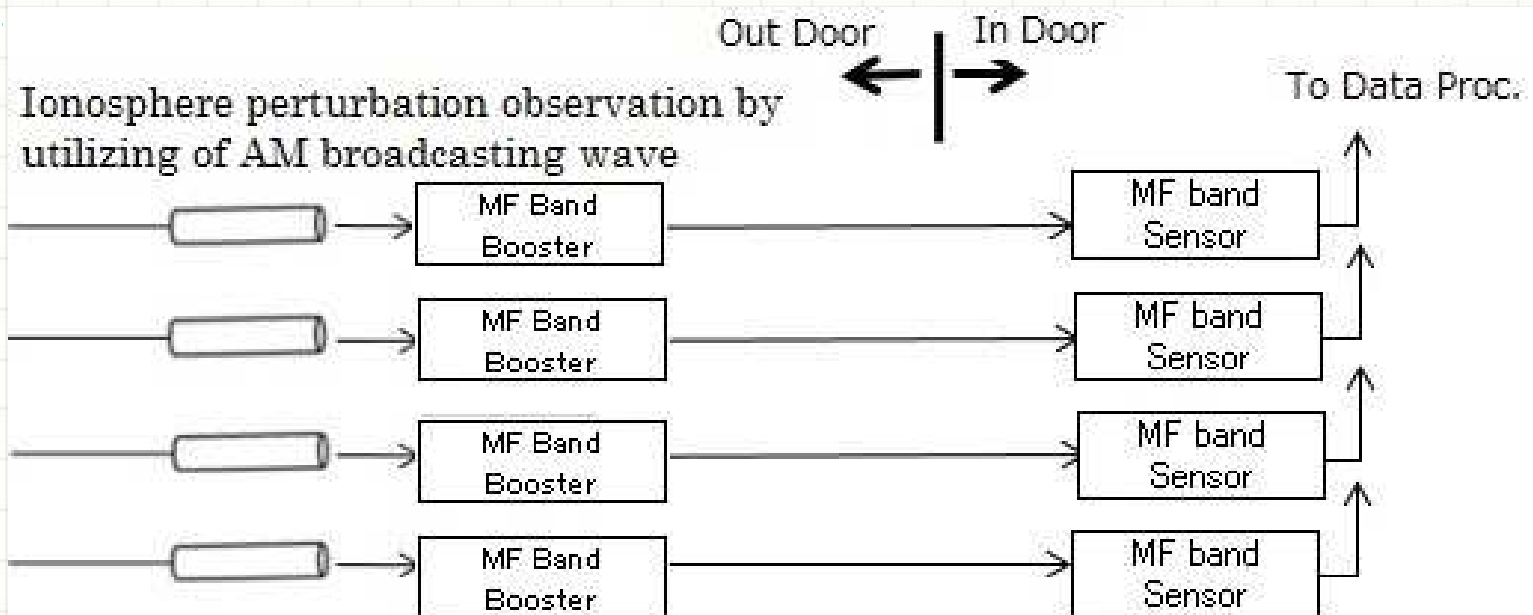 Out Door
In Door
To Data Proc.
Ionosphere perturbation observation by
utilizing of AM broadcasting wave
MF Band
Booster
MF band
Sensor
MF Band
Booster
MF band
Sensor
MF Band
Booster
MF band
Sensor
MF Band
Booster
MF band
Sensor